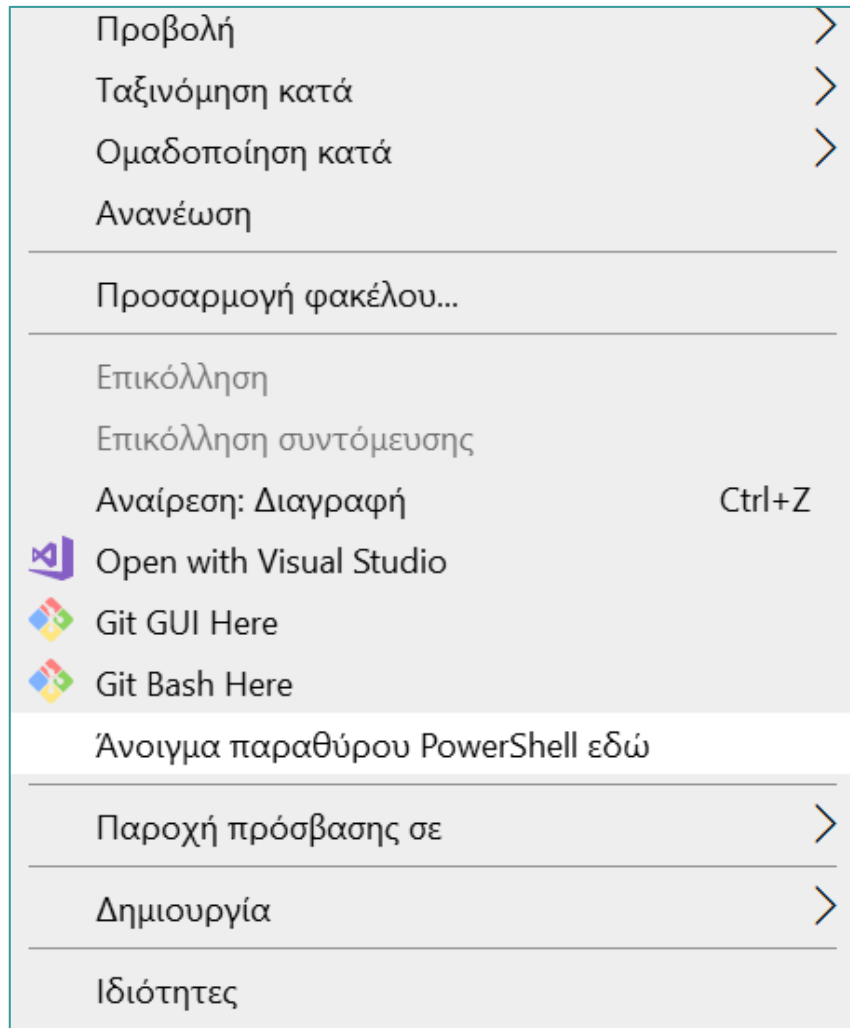 Προβολή
Ταξινόμηση κατά
Ομαδοποίηση κατά
Ανανέωση
Προσαρμογή φακέλου...
Επικόλληση
Επικόλληση συντόμευσης
Αναίρεση: Διαγραφή Ctrl+Z
Open with Visual Studio
Git GUI Here
Git Bash Here
Άνοιγμα παραθύρου PowerShell εδώ
Παροχή πρόσβασης σε
Δημιουργία
Ιδιότητες